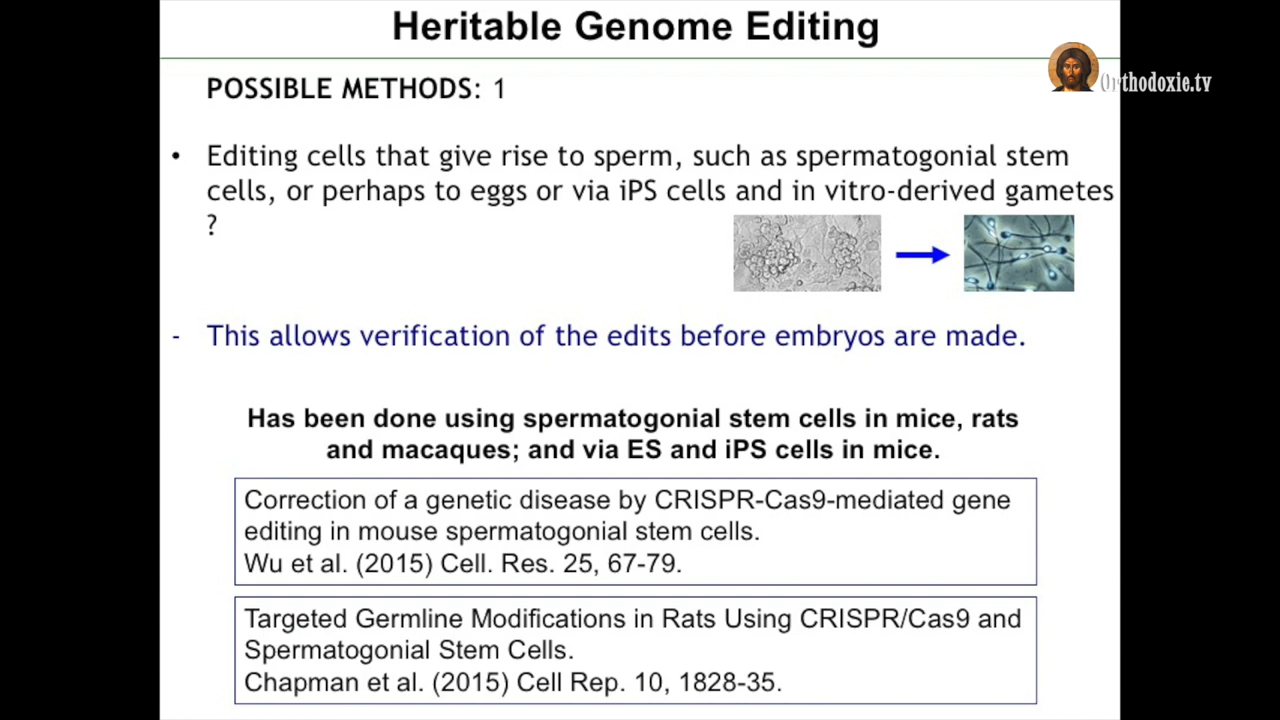 Heritable Genome Editing
Orthodoxie.tv
POSSIBLE METHODS: 1
• Editing cells that give rise to sperm, such as spermatogonial stem
cells, or perhaps to eggs or via iPS cells and in vitro-derived gametes
?
- This allows verification of the edits before embryos are made.
Has been done using spermatogonial stem cells in mice, rats
and macaques; and via ES and iPS cells in mice.
Correction of a genetic disease by CRISPR-Cas9-mediated gene
editing in mouse spermatogonial stem cells.
Wu et al. (2015) Cell. Res. 25, 67-79.
Targeted Germline Modifications in Rats Using CRISPR/Cas9 and
Spermatogonial Stem Cells.
Chapman et al. (2015) Cell Rep. 10, 1828-35.